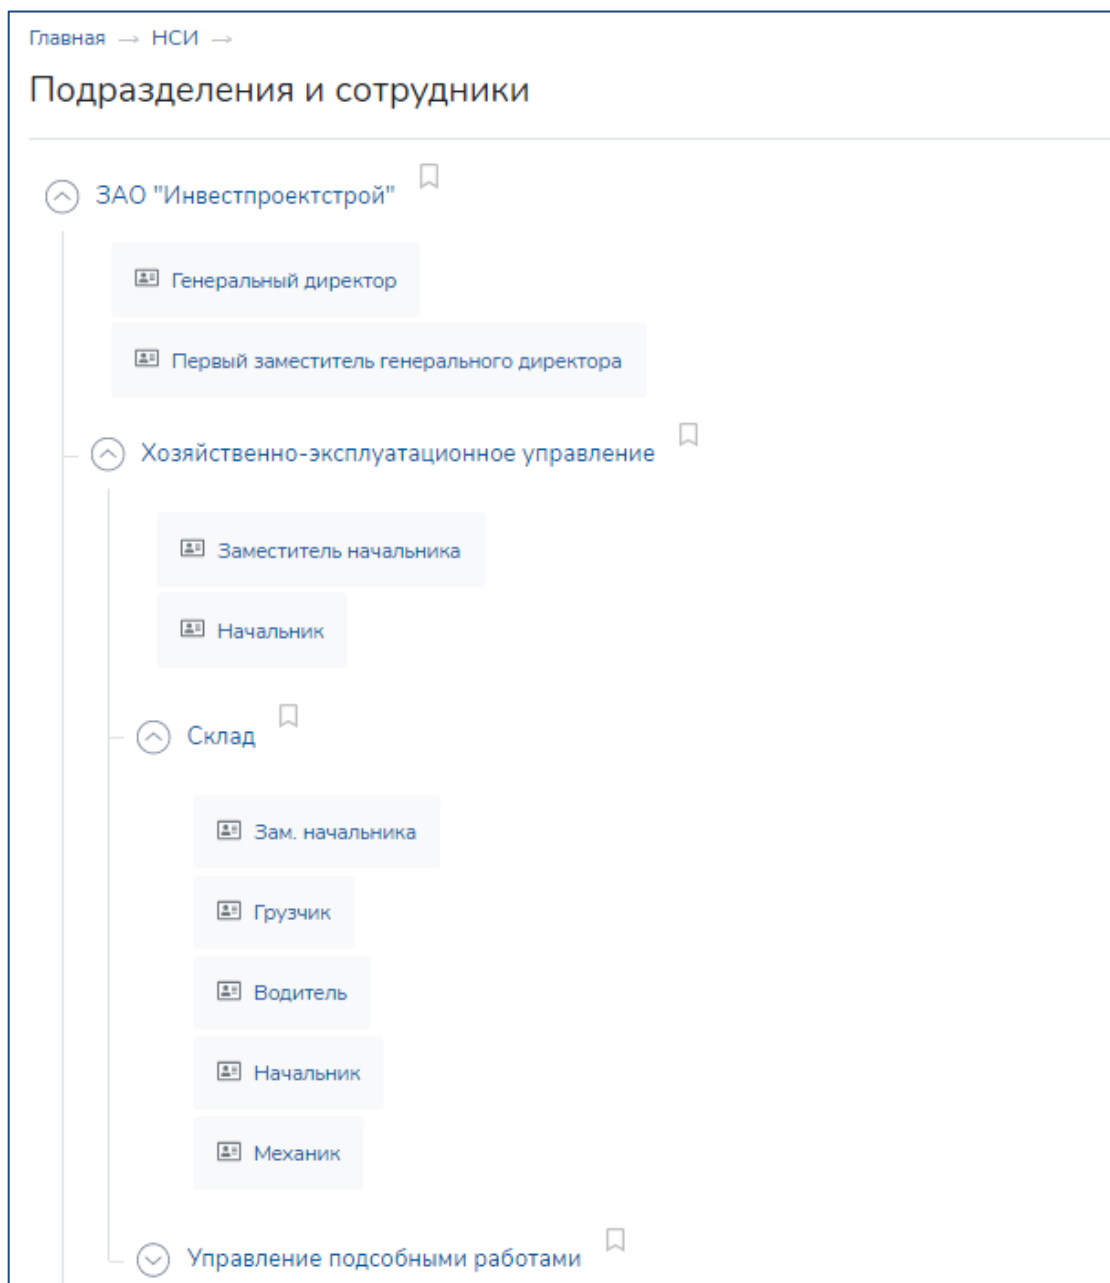 Главная → НСИ →
Подразделения и сотрудники
ЗАО "Инвестпроектстрой"
Генеральный директор
Первый заместитель генерального директора
Хозяйственно-эксплуатационное управление
Заместитель начальника
Начальник
Склад
Зам. начальника
Грузчик
Водитель
Начальник
Механик
Управление подсобными работами